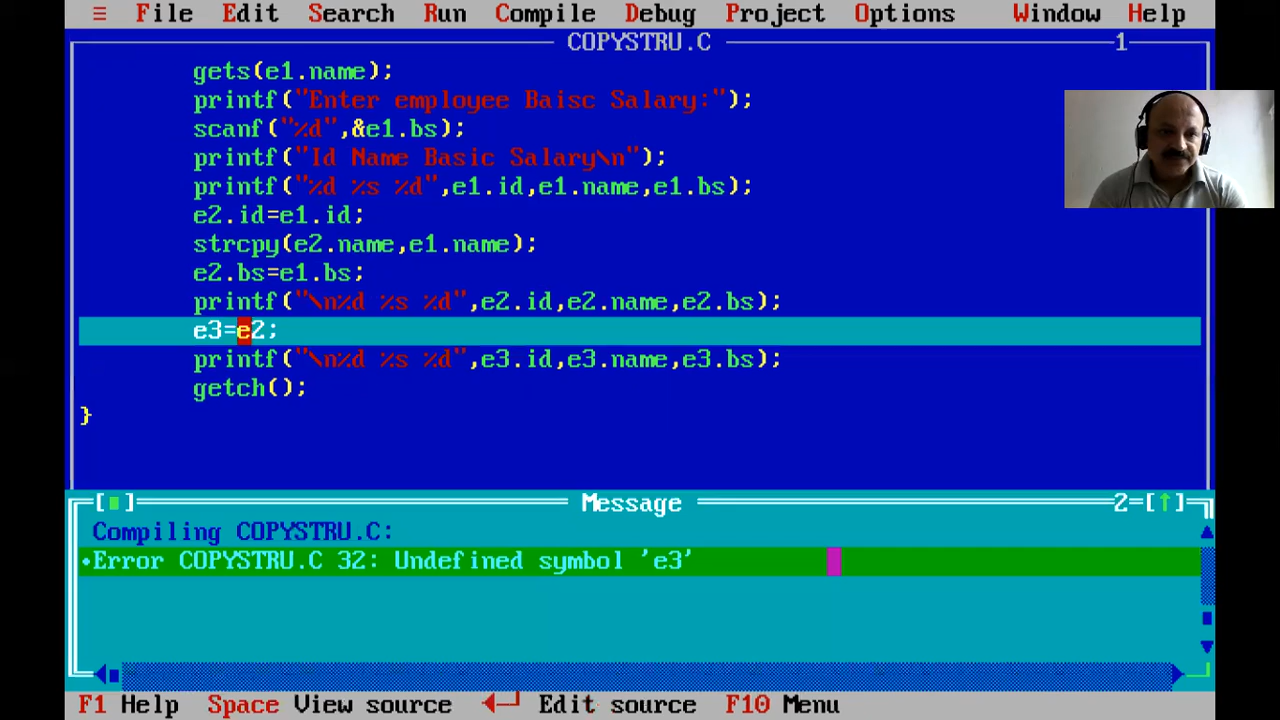 ≡ File Edit Search Run Compile Debug Project Options Window Help
COPYSTRU.C 1
gets(e1.name);
printf("Enter employee Baisc Salary:");
scanf("%d",&e1.bs);
printf("Id Name Basic Salary\n");
printf("%d %s %d",e1.id,e1.name,e1.bs);
e2.id=e1.id;
strcpy(e2.name,e1.name);
e2.bs=e1.bs;
printf("\n%d %s %d",e2.id,e2.name,e2.bs);
e3=e2;
printf("\n%d %s %d",e3.id,e3.name,e3.bs);
getch();
}
[■] Message 2=[↑]
Compiling COPYSTRU.C:
•Error COPYSTRU.C 32: Undefined symbol 'e3'
F1 Help Space View source ◄─┘ Edit source F10 Menu